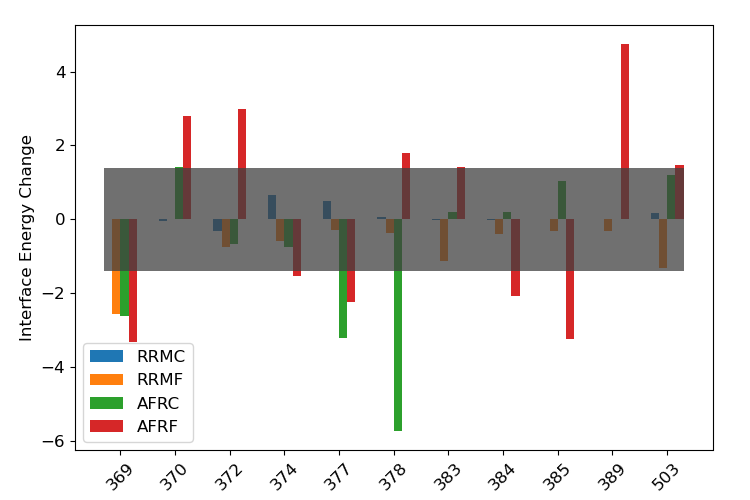 Interface Energy Change
4
2
0
−2
−4
−6
RRMC
RRMF
AFRC
AFRF
369 370 372 374 377 378 383 384 385 389 503